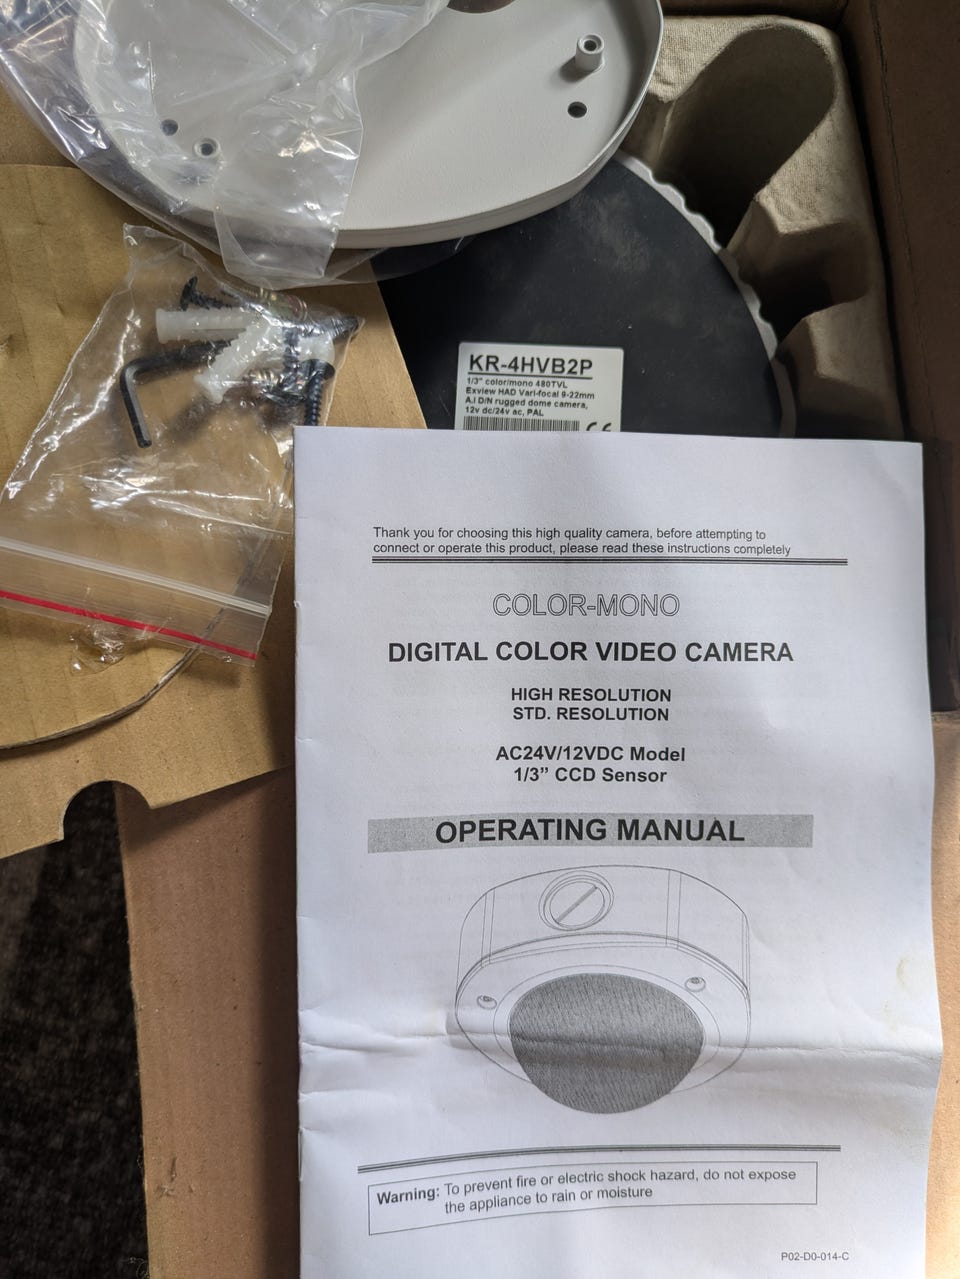 KR-4HVB2P
1/3" color/mono 480TVL
Exview HAD Vari-focal 9-22mm
A.I D/N rugged dome camera,
12v dc/24v ac, PAL
CE
Thank you for choosing this high quality camera, before attempting to
connect or operate this product, please read these instructions completely
COLOR-MONO
DIGITAL COLOR VIDEO CAMERA
HIGH RESOLUTION
STD. RESOLUTION
AC24V/12VDC Model
1/3” CCD Sensor
OPERATING MANUAL
Warning: To prevent fire or electric shock hazard, do not expose
the appliance to rain or moisture
P02-D0-014-C